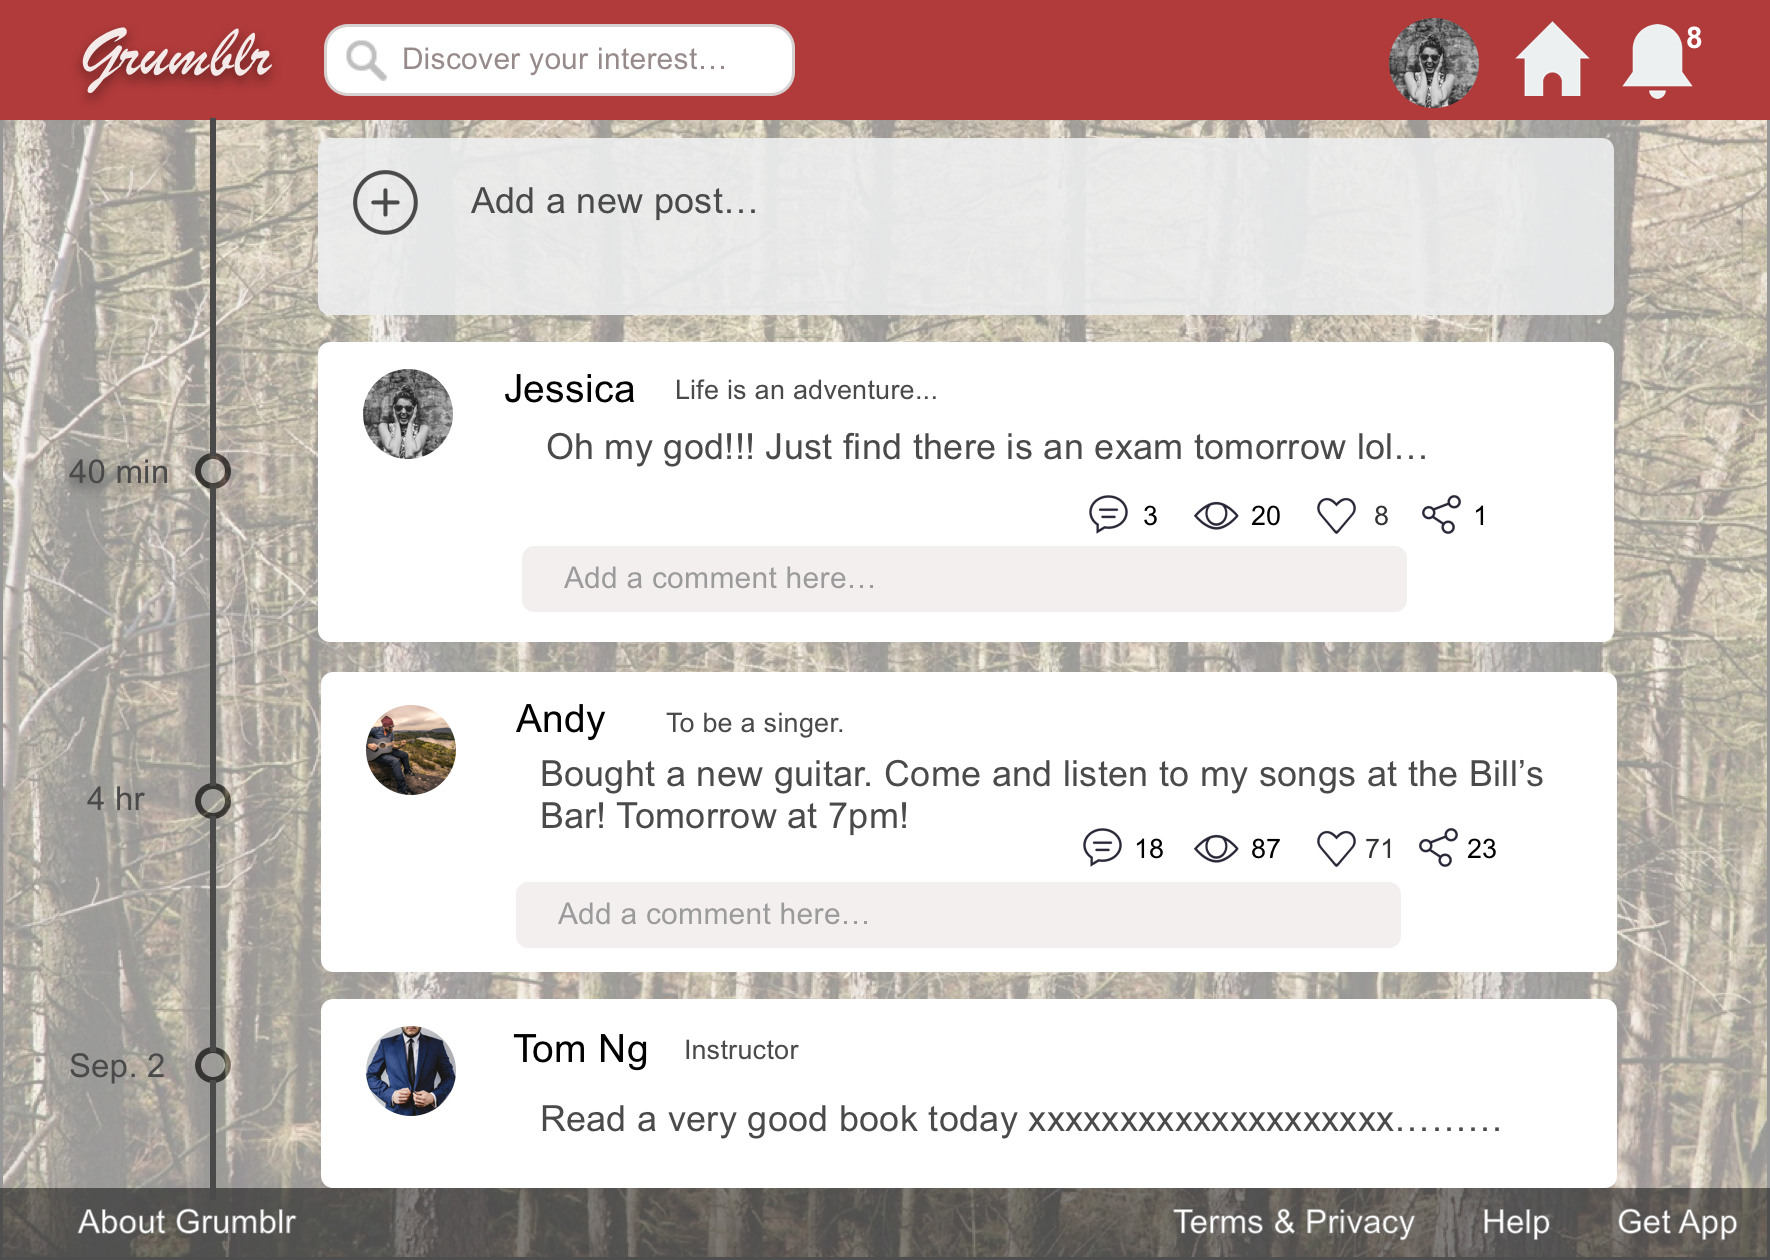 Grumblr
Discover your interest…
8
Add a new post…
Jessica
Life is an adventure...
Oh my god!!! Just find there is an exam tomorrow lol…
40 min
3
20
8
1
Add a comment here…
Andy
To be a singer.
Bought a new guitar. Come and listen to my songs at the Bill’s
Bar! Tomorrow at 7pm!
4 hr
18
87
71
23
Add a comment here…
Tom Ng
Instructor
Sep. 2
Read a very good book today xxxxxxxxxxxxxxxxxxxx………
About Grumblr
Terms & Privacy
Help
Get App